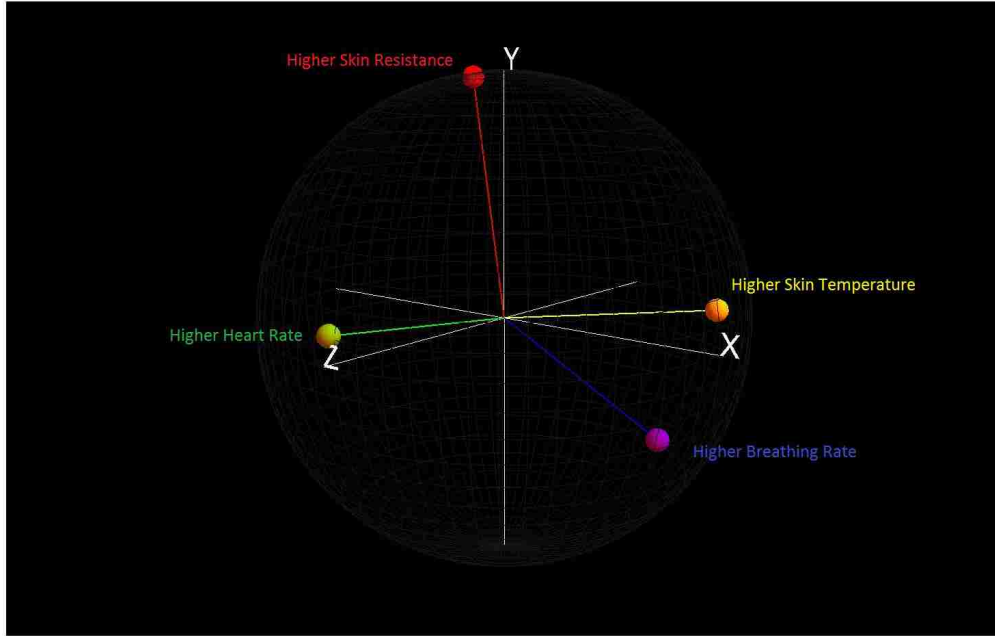 Y
Higher Skin Resistance
Higher Skin Temperature
Higher Heart Rate
Z
X
Higher Breathing Rate